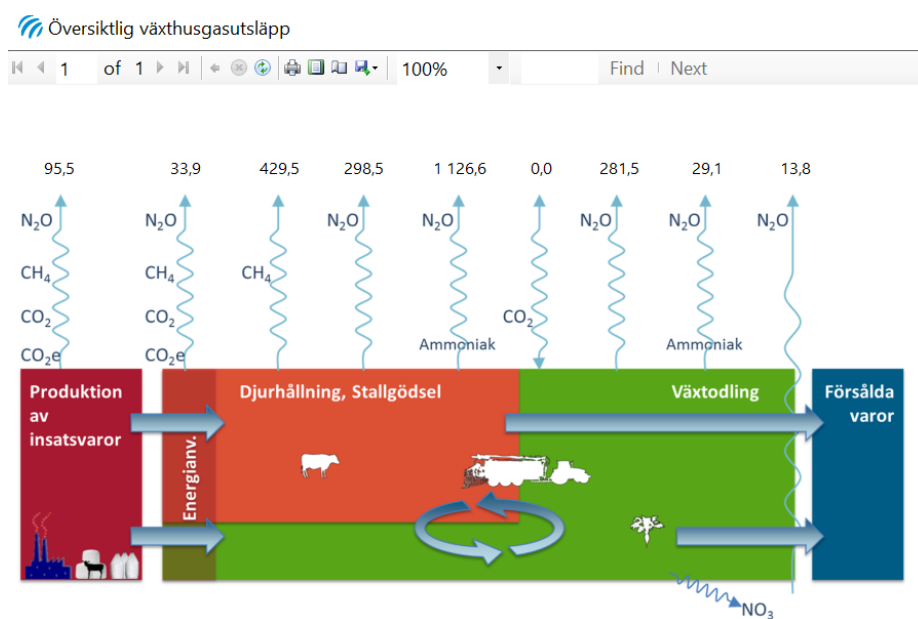 Översiktlig växthusgasutsläpp
1 of 1 100% Find Next
95,5 33,9 429,5 298,5 1 126,6 0,0 281,5 29,1 13,8
N₂O N₂O N₂O N₂O N₂O N₂O N₂O
CH₄ CH₄ CH₄
CO₂ CO₂ CO₂
Ammoniak Ammoniak
CO₂e CO₂e
Produktion
av
insatsvaror
Energianv.
Djurhållning, Stallgödsel
Växtodling
Försålda
varor
NO₃